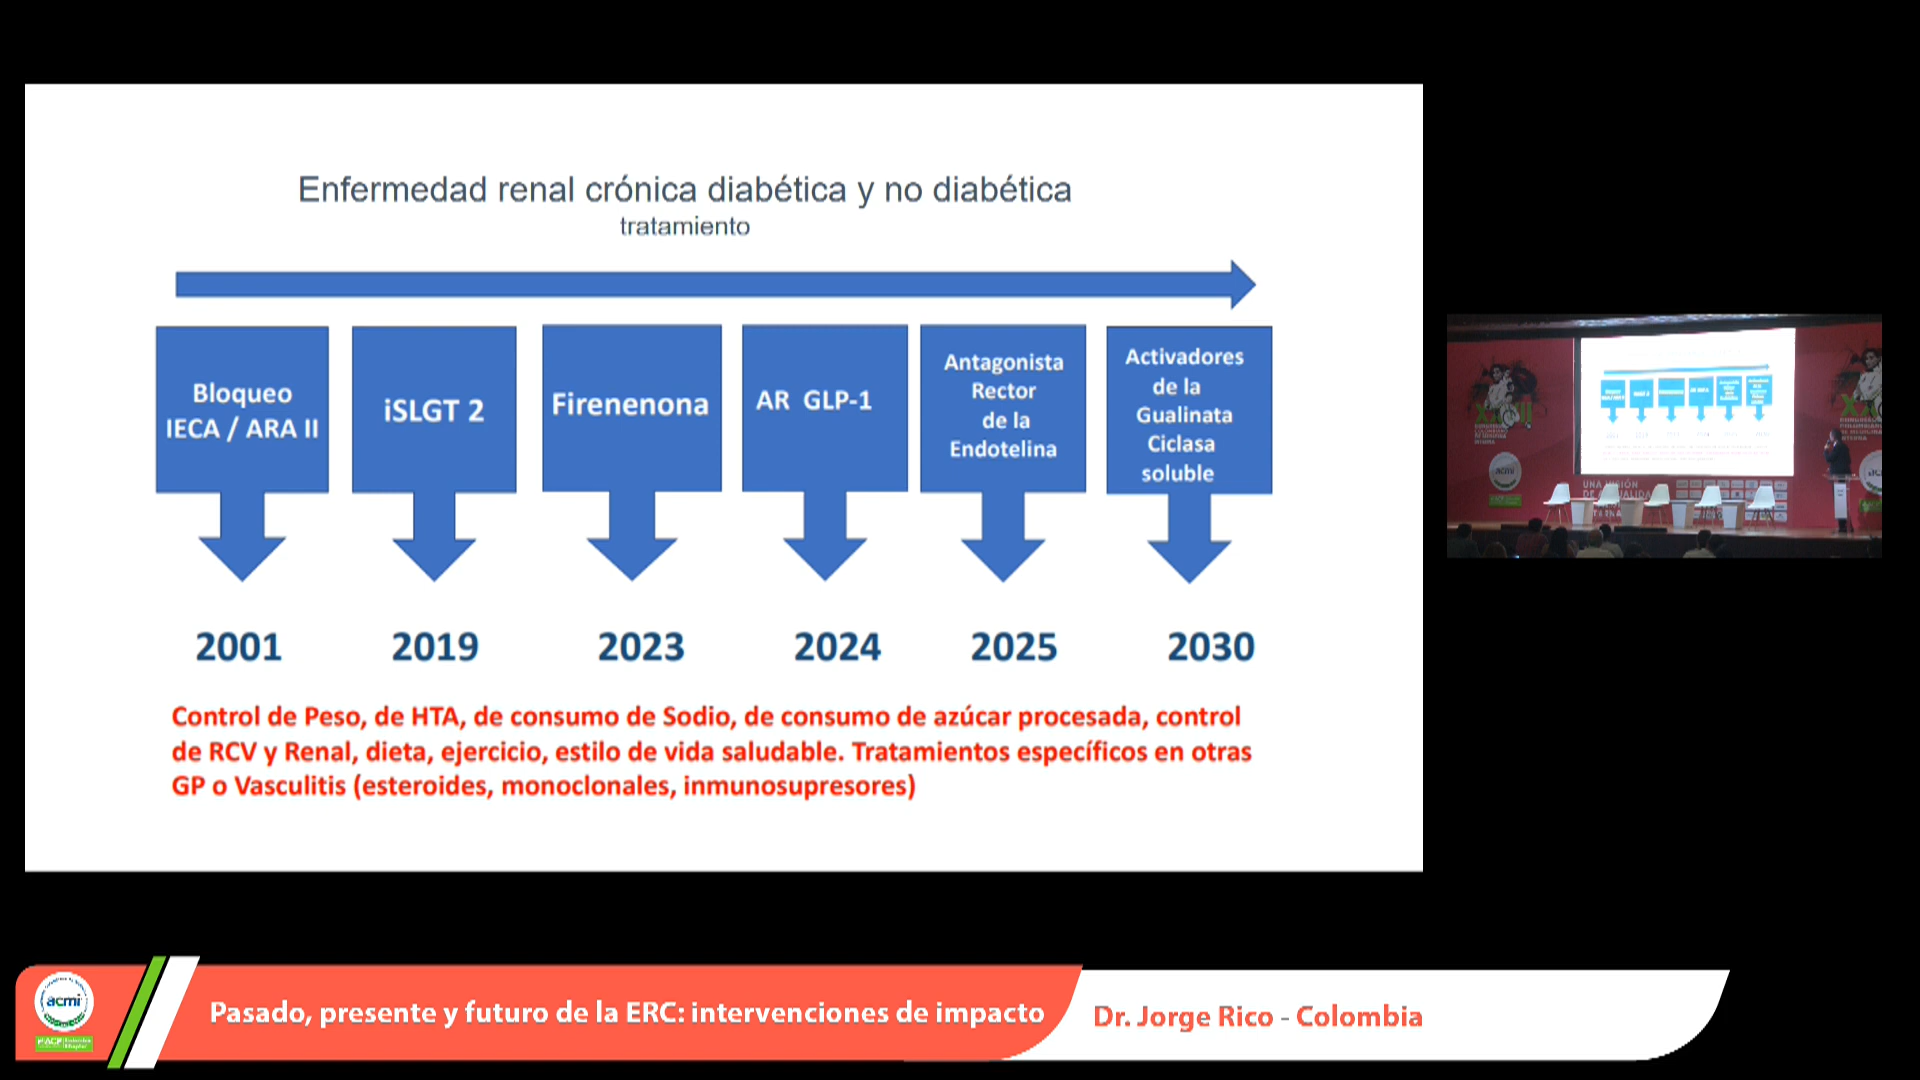 Enfermedad renal crónica diabética y no diabética
tratamiento
Bloqueo
IECA / ARA II
iSLGT 2
Firenenona
AR GLP-1
Antagonista
Rector
de la
Endotelina
Activadores
de la
Gualinata
Ciclasa
soluble
2001
2019
2023
2024
2025
2030
Control de Peso, de HTA, de consumo de Sodio, de consumo de azúcar procesada, control
de RCV y Renal, dieta, ejercicio, estilo de vida saludable. Tratamientos específicos en otras
GP o Vasculitis (esteroides, monoclonales, inmunosupresores)
acmi
Pasado, presente y futuro de la ERC: intervenciones de impacto
Dr. Jorge Rico - Colombia